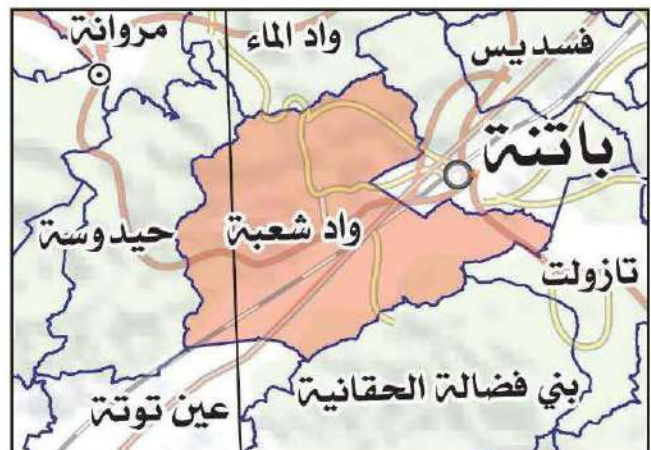 مروانة
واد الماء
فسديس
باتنة
حيدوسة
واد شعبة
تازولت
عين توتة
بني فضالة الحقانية